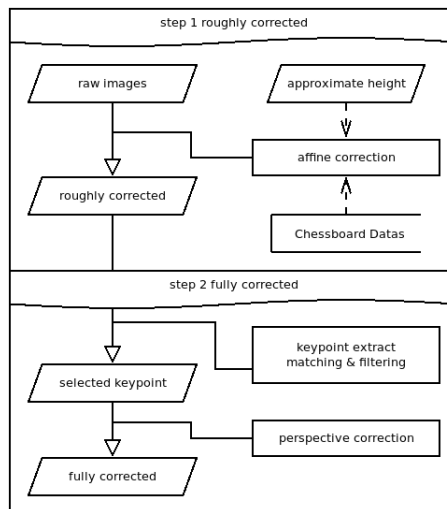 step 1 roughly corrected
raw images
approximate height
affine correction
roughly corrected
Chessboard Datas
step 2 fully corrected
keypoint extract
matching & filtering
selected keypoint
perspective correction
fully corrected